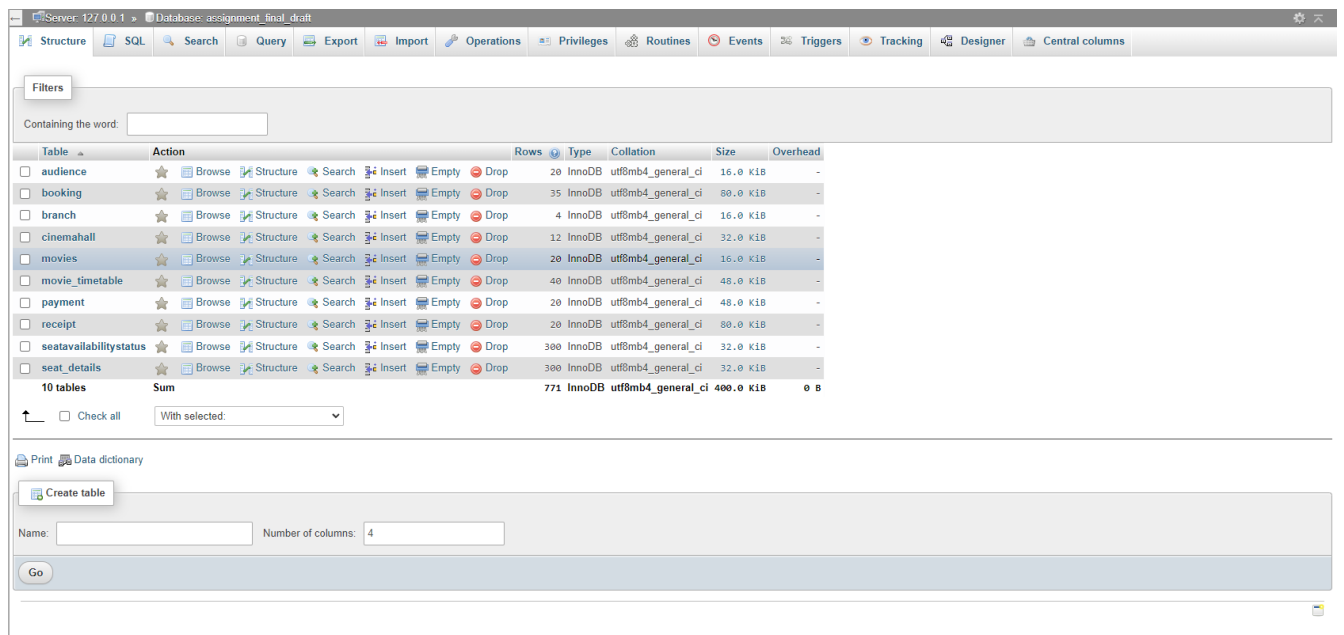 Server: 127.0.0.1 » Database: assignment_final_draft
Structure SQL Search Query Export Import Operations Privileges Routines Events Triggers Tracking Designer Central columns
Filters
Containing the word:
Table Action Rows Type Collation Size Overhead
audience Browse Structure Search Insert Empty Drop 20 InnoDB utf8mb4_general_ci 16.0 KiB -
booking Browse Structure Search Insert Empty Drop 35 InnoDB utf8mb4_general_ci 80.0 KiB -
branch Browse Structure Search Insert Empty Drop 4 InnoDB utf8mb4_general_ci 16.0 KiB -
cinemahall Browse Structure Search Insert Empty Drop 12 InnoDB utf8mb4_general_ci 32.0 KiB -
movies Browse Structure Search Insert Empty Drop 20 InnoDB utf8mb4_general_ci 16.0 KiB -
movie_timetable Browse Structure Search Insert Empty Drop 40 InnoDB utf8mb4_general_ci 48.0 KiB -
payment Browse Structure Search Insert Empty Drop 20 InnoDB utf8mb4_general_ci 48.0 KiB -
receipt Browse Structure Search Insert Empty Drop 20 InnoDB utf8mb4_general_ci 80.0 KiB -
seatavailabilitystatus Browse Structure Search Insert Empty Drop 300 InnoDB utf8mb4_general_ci 32.0 KiB -
seat_details Browse Structure Search Insert Empty Drop 300 InnoDB utf8mb4_general_ci 32.0 KiB -
10 tables Sum 771 InnoDB utf8mb4_general_ci 400.0 KiB 0 B
Check all With selected:
Print Data dictionary
Create table
Name: Number of columns: 4
Go